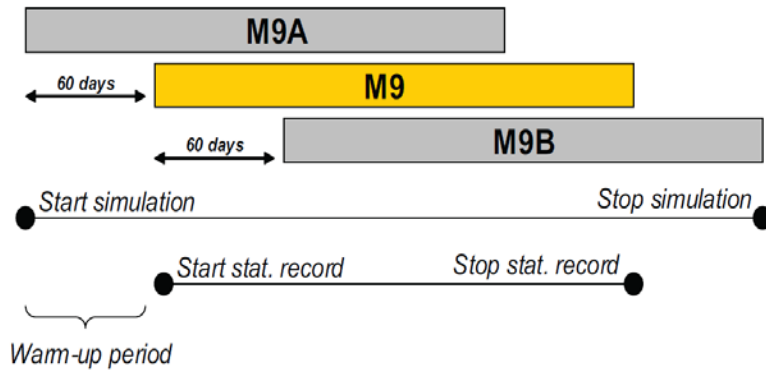 M9A
60 days
M9
60 days
M9B
Start simulation
Stop simulation
Start stat. record
Stop stat. record
Warm-up period